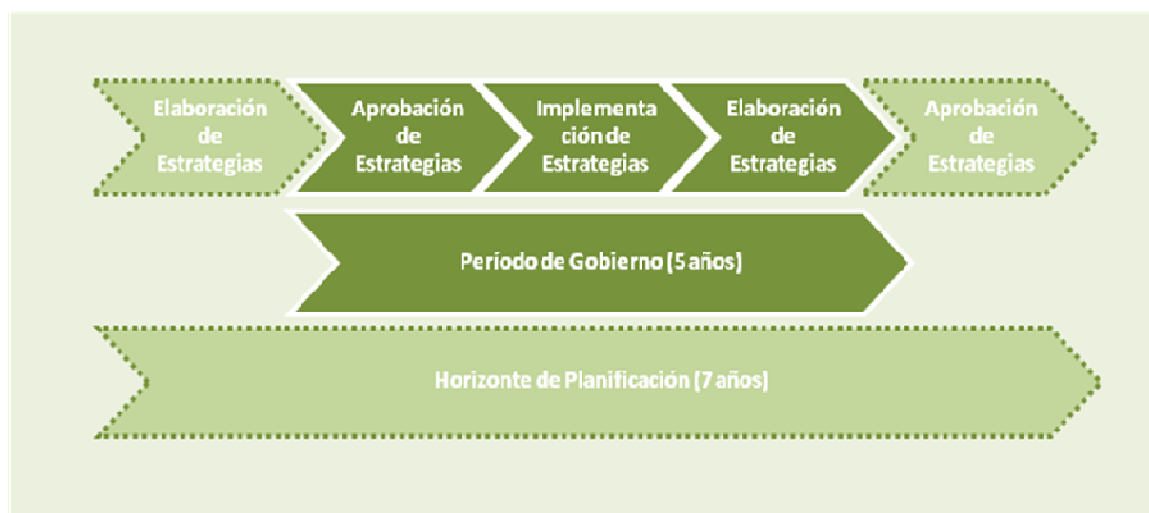 Elaboración
de
Estrategias
Aprobación
de
Estrategias
Implementa
ción de
Estrategias
Elaboración
de
Estrategias
Aprobación
de
Estrategias
Período de Gobierno (5 años)
Horizonte de Planificación (7 años)